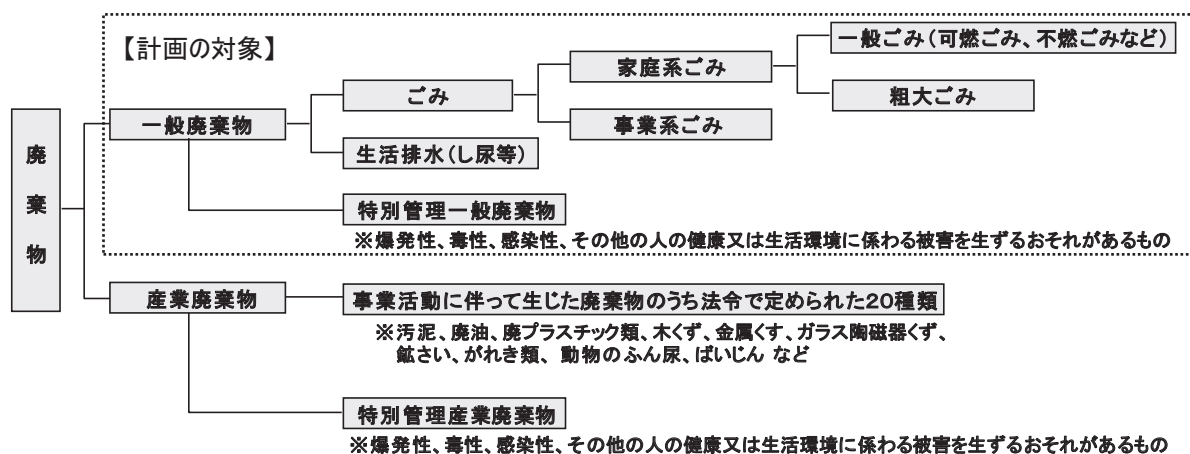 【計画の対象】
一般ごみ（可燃ごみ、不燃ごみなど）
家庭系ごみ
ごみ
粗大ごみ
一般廃棄物
事業系ごみ
生活排水（し尿等）
廃棄物
特別管理一般廃棄物
※爆発性、毒性、感染性、その他の人の健康又は生活環境に係わる被害を生ずるおそれがあるもの
産業廃棄物
事業活動に伴って生じた廃棄物のうち法令で定められた20種類
※汚泥、廃油、廃プラスチック類、木くず、金属くす、ガラス陶磁器くず、
鉱さい、がれき類、動物のふん尿、ばいじん など
特別管理産業廃棄物
※爆発性、毒性、感染性、その他の人の健康又は生活環境に係わる被害を生ずるおそれがあるもの